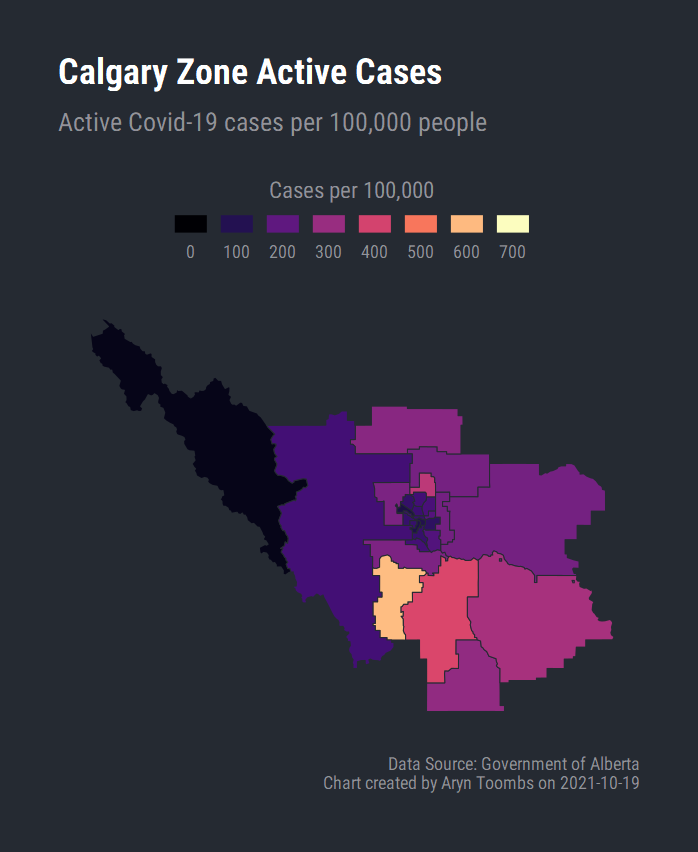 Calgary Zone Active Cases
Active Covid-19 cases per 100,000 people
Cases per 100,000
0 100 200 300 400 500 600 700
Data Source: Government of Alberta
Chart created by Aryn Toombs on 2021-10-19